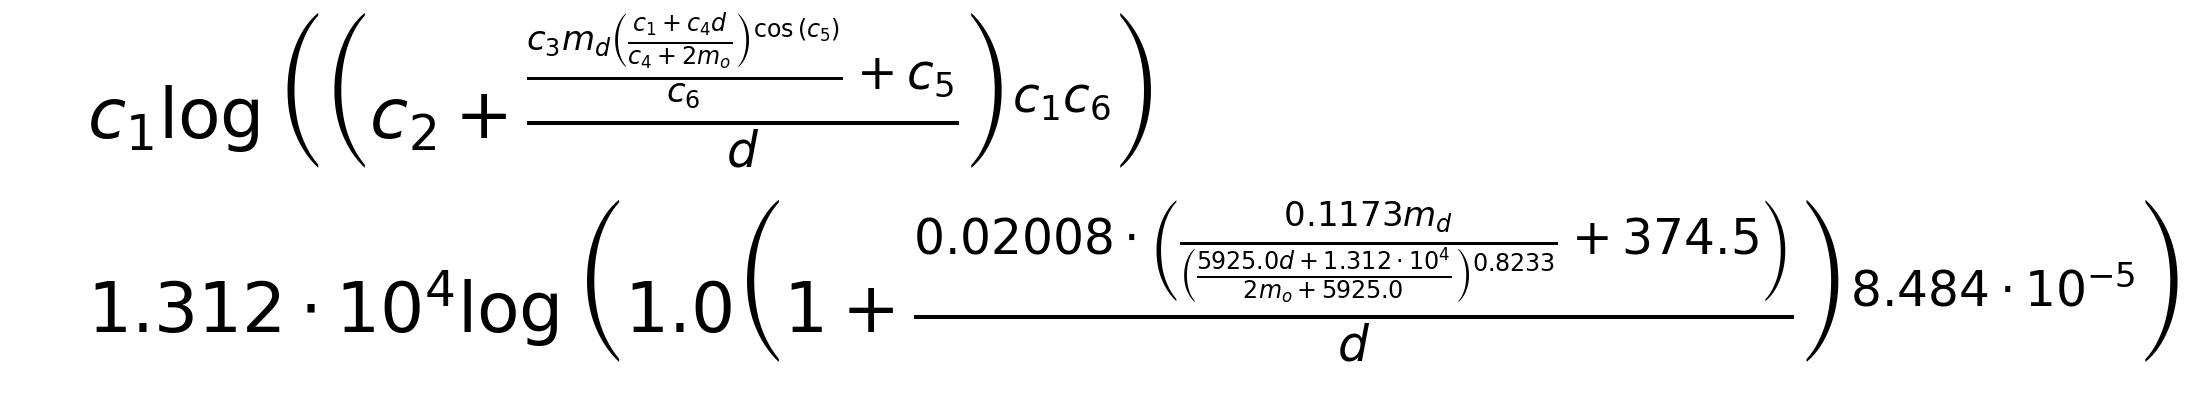 c_1 log((c_2 + (c_3 m_d ((c_1 + c_4 d)/(c_4 + 2m_o))^{cos(c_5)}/c_6 + c_5)/d)^{c_1 c_6})
1.312 · 10^4 log(1.0(1 + 0.02008 · (0.1173m_d/((5925.0d + 1.312 · 10^4)/(2m_o + 5925.0))^{0.8233} + 374.5)/d)^{8.484 · 10^{−5}})